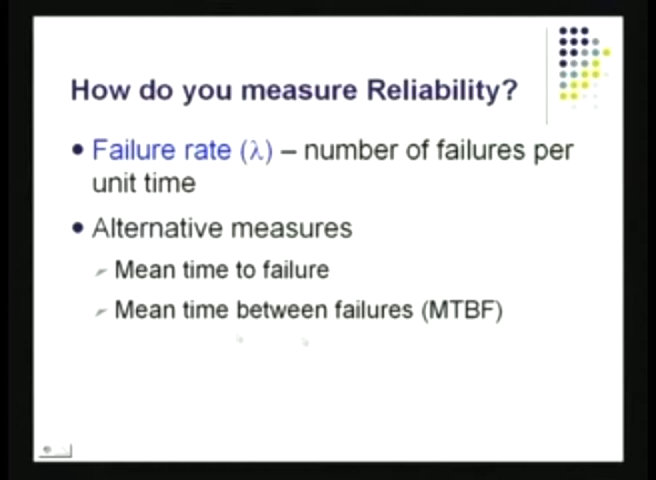 How do you measure Reliability?
• Failure rate (λ) – number of failures per
unit time
• Alternative measures
Mean time to failure
Mean time between failures (MTBF)